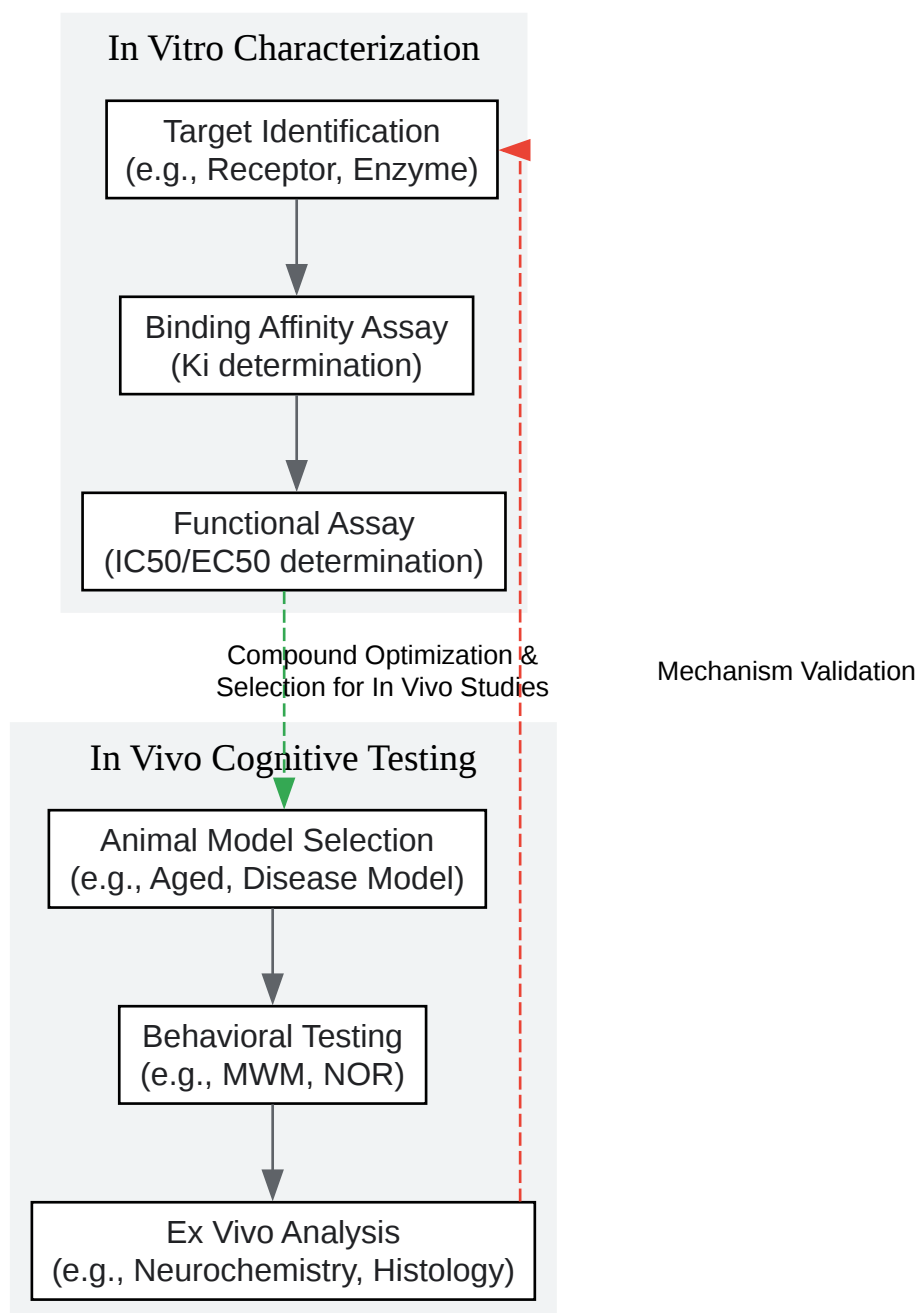 In Vitro Characterization
Target Identification
(e.g., Receptor, Enzyme)
Binding Affinity Assay
(Ki determination)
Functional Assay
(IC50/EC50 determination)
Compound Optimization &
Selection for In Vivo Studies
Mechanism Validation
In Vivo Cognitive Testing
Animal Model Selection
(e.g., Aged, Disease Model)
Behavioral Testing
(e.g., MWM, NOR)
Ex Vivo Analysis
(e.g., Neurochemistry, Histology)